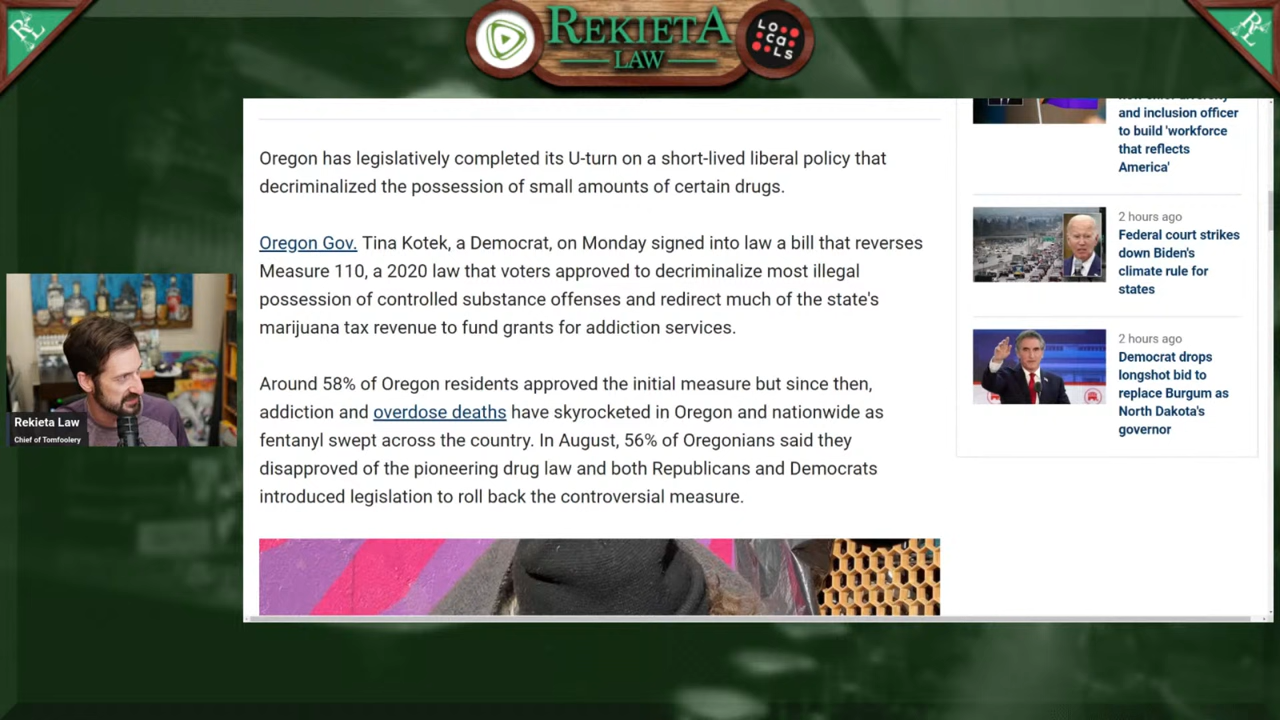 RL
REKIETA
LAW
LOcaLs
RL
Oregon has legislatively completed its U-turn on a short-lived liberal policy that
decriminalized the possession of small amounts of certain drugs.
Oregon Gov. Tina Kotek, a Democrat, on Monday signed into law a bill that reverses
Measure 110, a 2020 law that voters approved to decriminalize most illegal
possession of controlled substance offenses and redirect much of the state's
marijuana tax revenue to fund grants for addiction services.
Around 58% of Oregon residents approved the initial measure but since then,
addiction and overdose deaths have skyrocketed in Oregon and nationwide as
fentanyl swept across the country. In August, 56% of Oregonians said they
disapproved of the pioneering drug law and both Republicans and Democrats
introduced legislation to roll back the controversial measure.
and inclusion officer
to build 'workforce
that reflects
America'
2 hours ago
Federal court strikes
down Biden's
climate rule for
states
2 hours ago
Democrat drops
longshot bid to
replace Burgum as
North Dakota's
governor
Rekieta Law
Chief of Tomfoolery